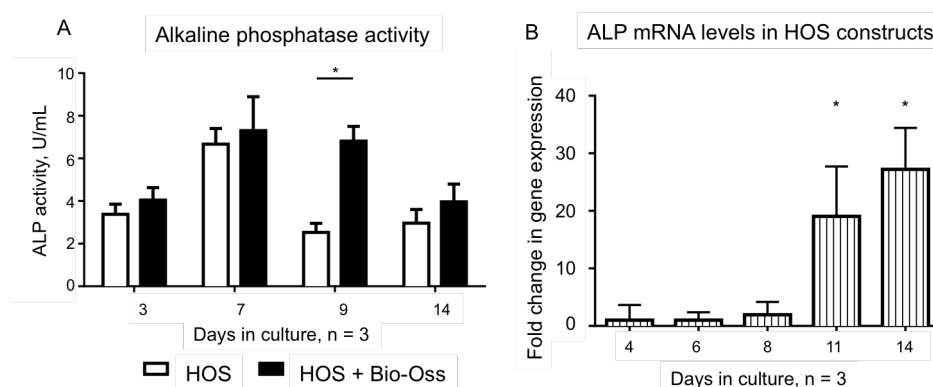 A
Alkaline phosphatase activity
ALP activity, U/mL
10
8
6
4
2
0
*
3 7 9 14
Days in culture, n = 3
HOS HOS + Bio-Oss
B
ALP mRNA levels in HOS constructs
Fold change in gene expression
40
30
20
10
0
* *
4 6 8 11 14
Days in culture, n = 3